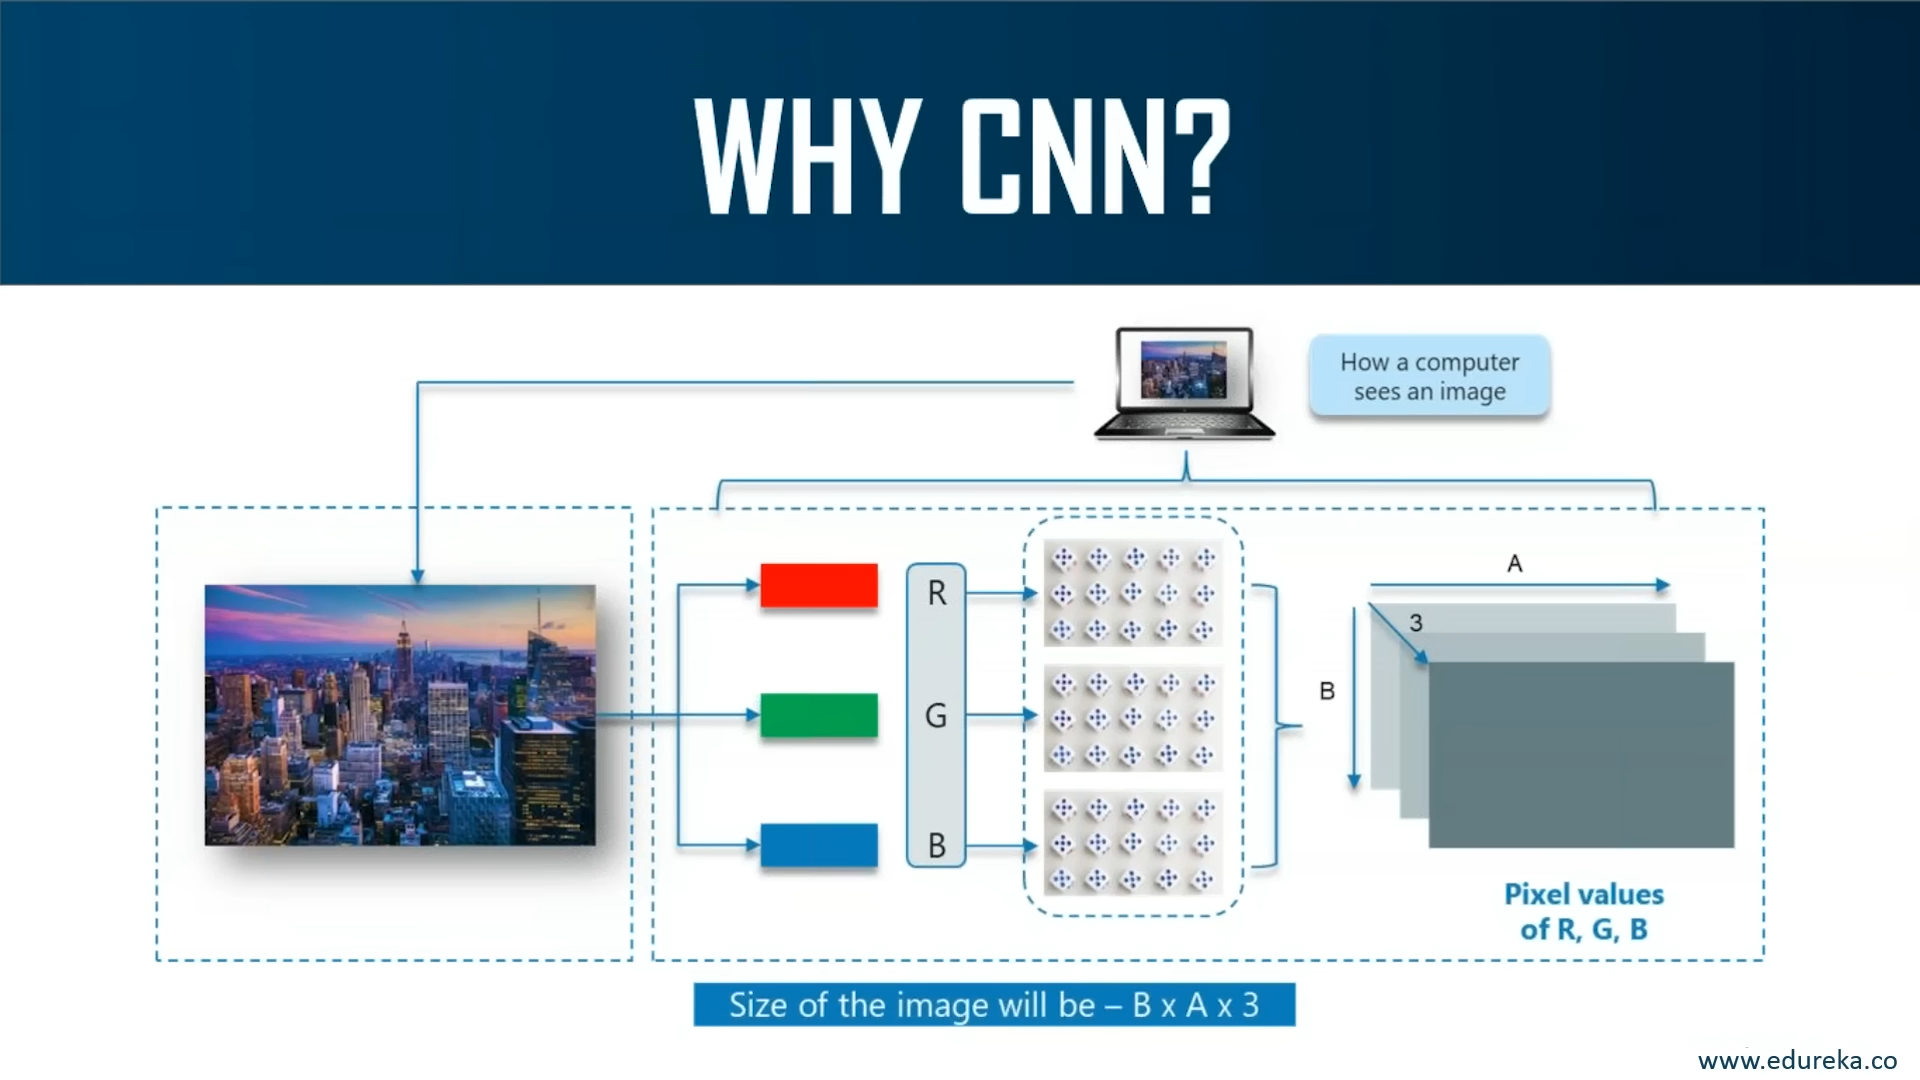 WHY CNN?
How a computer
sees an image
A
3
B
R
G
B
Pixel values
of R, G, B
Size of the image will be – B x A x 3
www.edureka.co